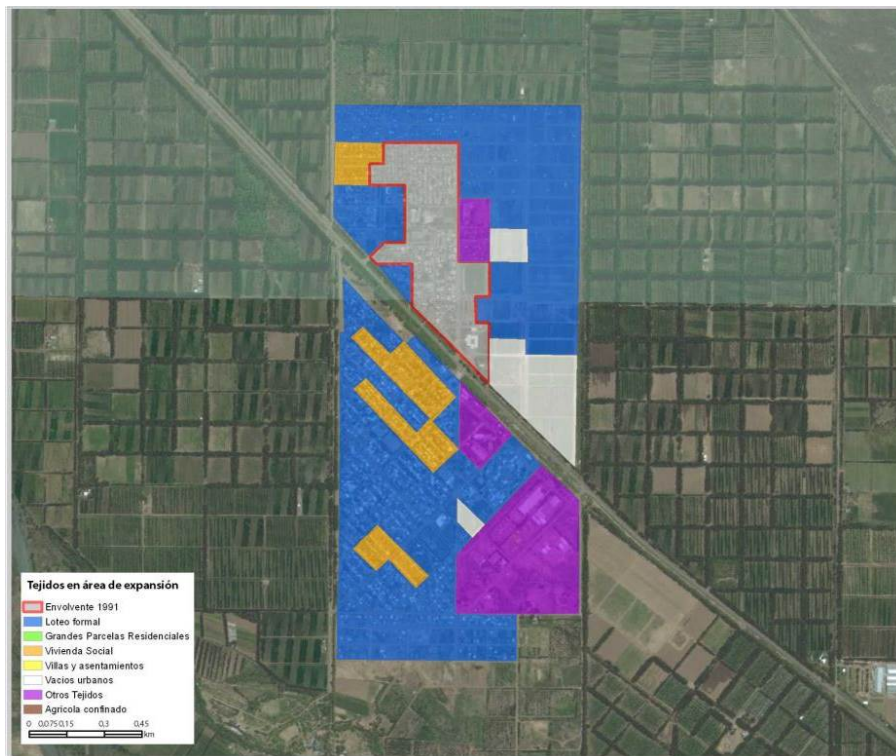 Tejidos en área de expansión
Envolvente 1991
Loteo formal
Grandes Parcelas Residenciales
Vivienda Social
Villas y asentamientos
Vacios urbanos
Otros Tejidos
Agrícola confinado
0 0,075 0,15 0,3 0,45
km